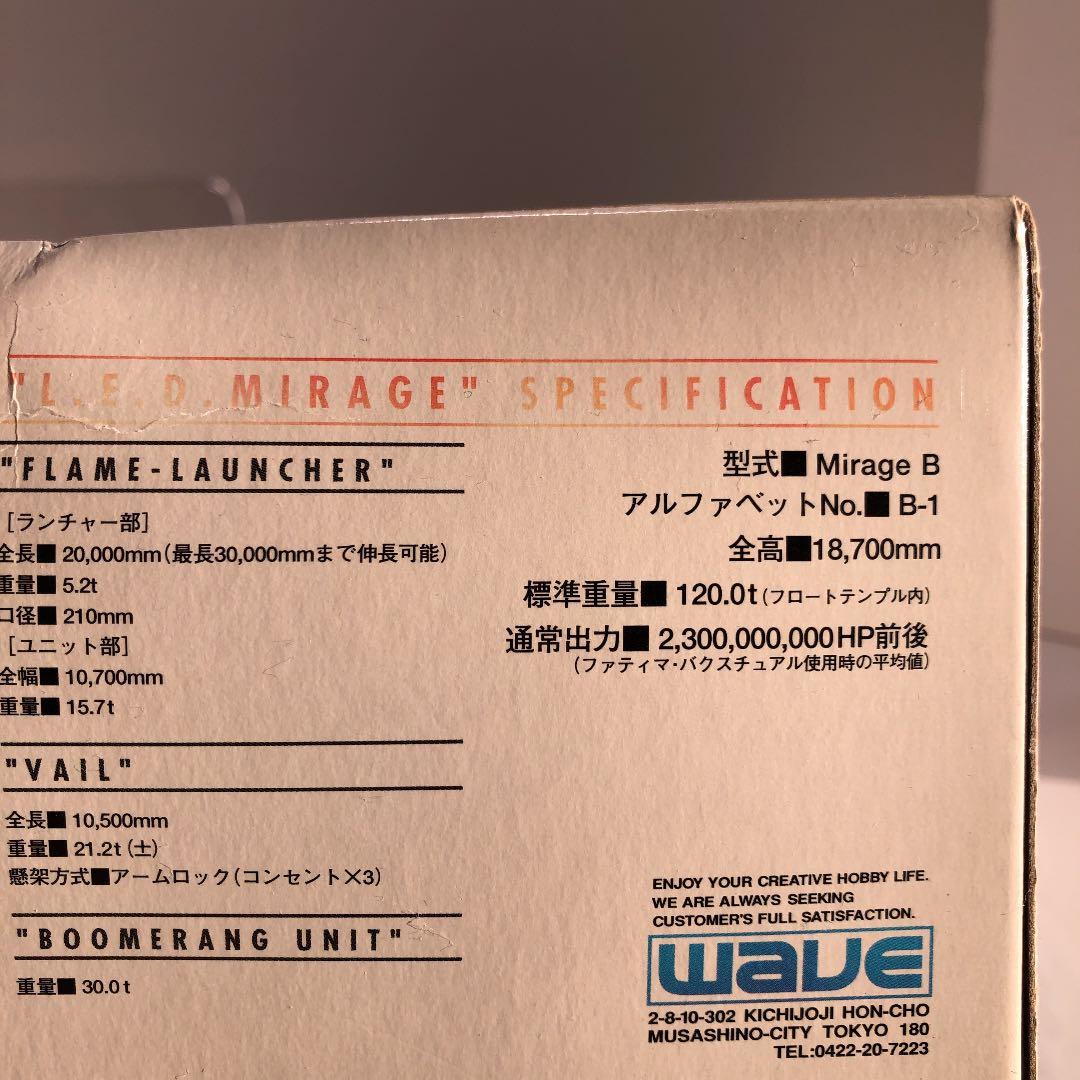 "L.E.D.MIRAGE" SPECIFICATION
"FLAME-LAUNCHER"
[ランチャー部]
全長■ 20,000mm(最長30,000mmまで伸長可能)
重量■ 5.2t
口径■ 210mm
[ユニット部]
全幅■ 10,700mm
重量■ 15.7t
"VAIL"
全長■ 10,500mm
重量■ 21.2t(士)
懸架方式■アームロック(コンセント×3)
"BOOMERANG UNIT"
重量■ 30.0t
型式■ Mirage B
アルファベットNo.■ B-1
全高■18,700mm
標準重量■ 120.0t(フロートテンプル内)
通常出力■ 2,300,000,000HP前後
(ファティマ・バクスチュアル使用時の平均値)
ENJOY YOUR CREATIVE HOBBY LIFE.
WE ARE ALWAYS SEEKING
CUSTOMER'S FULL SATISFACTION.
WAVE
2-8-10-302 KICHIJOJI HON-CHO
MUSASHINO-CITY TOKYO 180
TEL:0422-20-7223